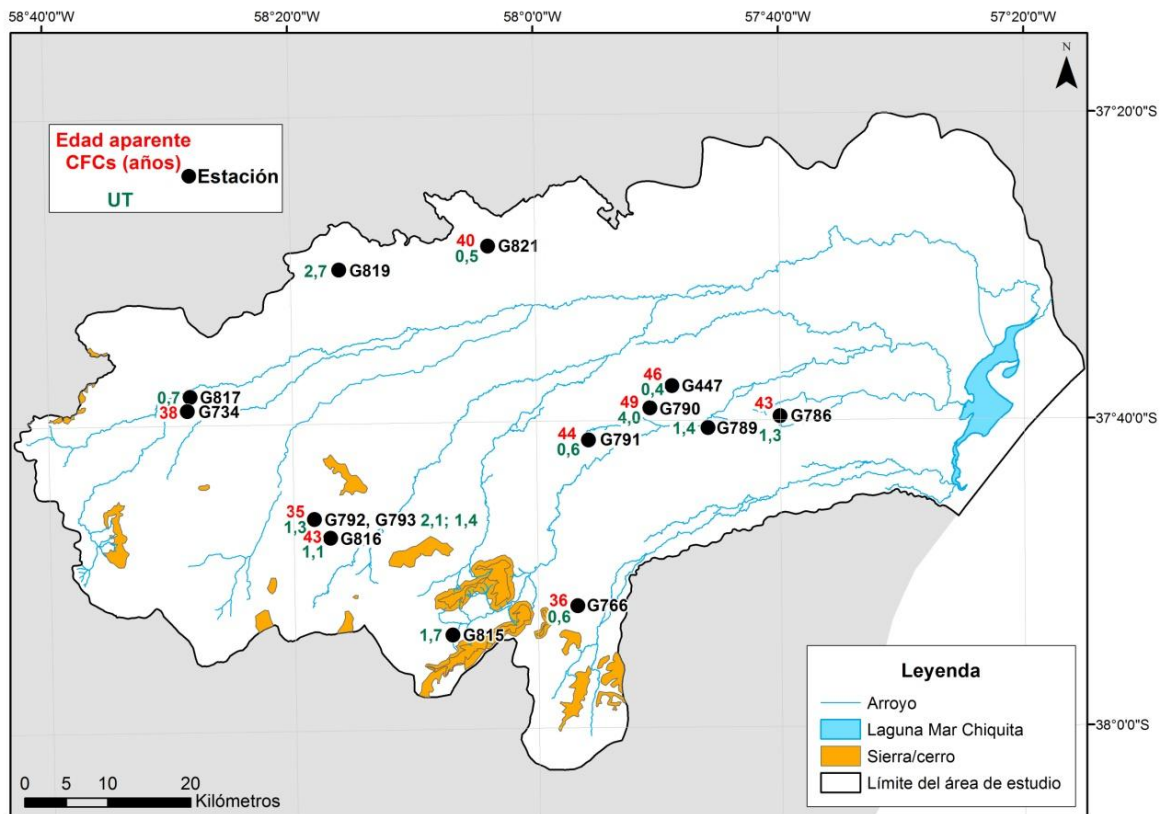 58°40'0"W 58°20'0"W 58°0'0"W 57°40'0"W 57°20'0"W
N
37°20'0"S
Edad aparente
CFCs (años)
Estación
UT
40
0,5
G821
2,7
G819
46
0,4
G447
0,7
G817
38
G734
49
4,0
G790
43
1,3
G786
1,4
G789
44
0,6
G791
37°40'0"S
35
1,3
G792, G793 2,1; 1,4
43
1,1
G816
36
0,6
G766
1,7
G815
38°0'0"S
Leyenda
Arroyo
Laguna Mar Chiquita
Sierra/cerro
Límite del área de estudio
0 5 10 20
Kilómetros